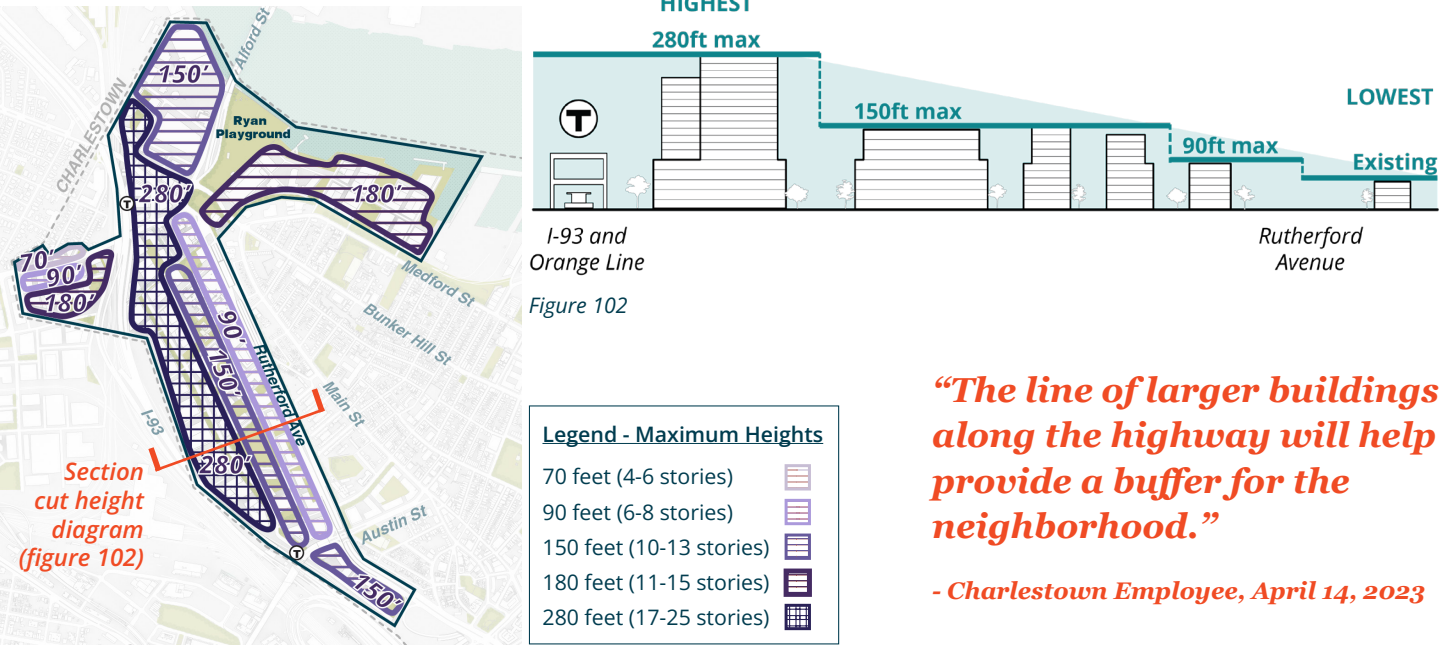 Alford St
CHARLESTOWN
150′
Ryan
Playground
T
280′
180′
70′
90′
180′
Medford St
Bunker Hill St
90′
150′
Rutherford Ave
Main St
I-93
280′
Section
cut height
diagram
(figure 102)
Austin St
T
150′
HIGHEST
280ft max
T
150ft max
LOWEST
90ft max
Existing
I-93 and
Orange Line
Rutherford
Avenue
Figure 102
Legend - Maximum Heights
70 feet (4-6 stories)
90 feet (6-8 stories)
150 feet (10-13 stories)
180 feet (11-15 stories)
280 feet (17-25 stories)
“The line of larger buildings
along the highway will help
provide a buffer for the
neighborhood.”
- Charlestown Employee, April 14, 2023